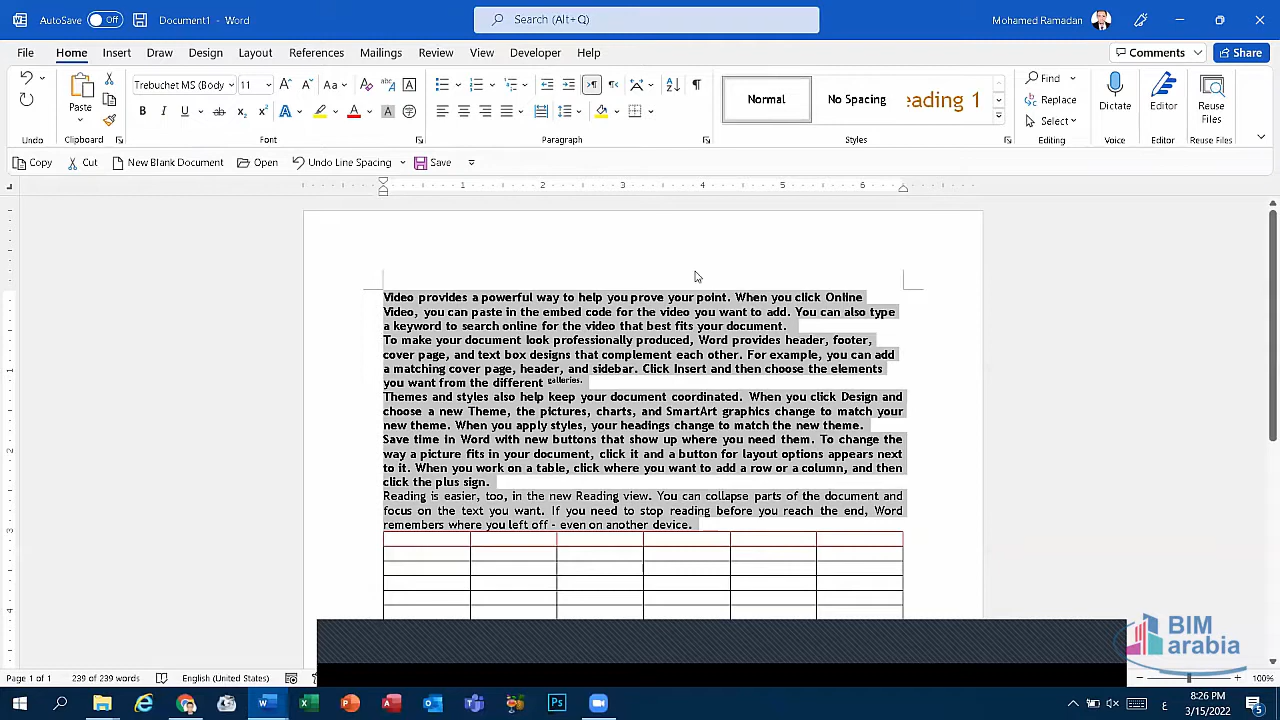 AutoSave Off Document1 - Word Search (Alt+Q) Mohamed Ramadan
File Home Insert Draw Design Layout References Mailings Review View Developer Help Comments Share
Trebuchet MS (Body 11 Normal No Spacing eading 1 Find
Paste Replace Dictate Editor Reuse Files
Select
Undo Clipboard Font Paragraph Styles Editing Voice Editor Reuse Files
Copy Cut New Blank Document Open Undo Line Spacing Save
1 2 3 4 5 6
Video provides a powerful way to help you prove your point. When you click Online
Video, you can paste in the embed code for the video you want to add. You can also type
a keyword to search online for the video that best fits your document.
To make your document look professionally produced, Word provides header, footer,
cover page, and text box designs that complement each other. For example, you can add
a matching cover page, header, and sidebar. Click Insert and then choose the elements
you want from the different galleries.
Themes and styles also help keep your document coordinated. When you click Design and
choose a new Theme, the pictures, charts, and SmartArt graphics change to match your
new theme. When you apply styles, your headings change to match the new theme.
Save time in Word with new buttons that show up where you need them. To change the
way a picture fits in your document, click it and a button for layout options appears next
to it. When you work on a table, click where you want to add a row or a column, and then
click the plus sign.
Reading is easier, too, in the new Reading view. You can collapse parts of the document and
focus on the text you want. If you need to stop reading before you reach the end, Word
remembers where you left off - even on another device.
BIM
arabia
Page 1 of 1 239 of 239 words English (United States) 100%
8:26 PM
3/15/2022